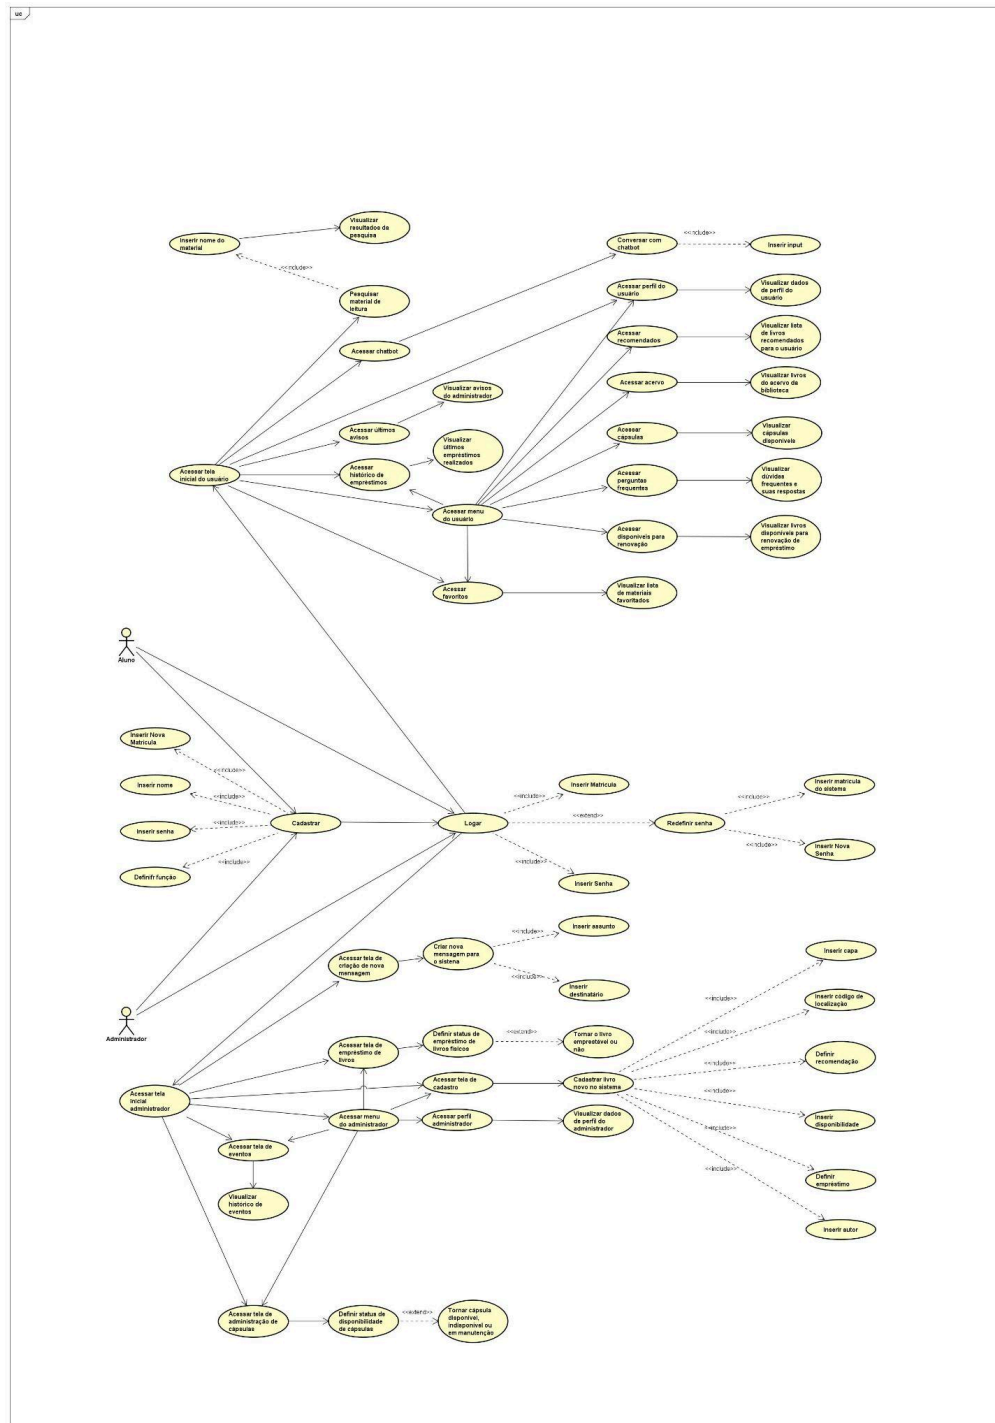 uc
Visualizar
resultados da
pesquisa
Inserir nome do
material
<<include>>
Pesquisar
material de
leitura
Acessar chatbot
Conversar com
chatbot
<<include>>
Inserir input
Acessar perfil do
usuário
Visualizar dados
de perfil do
usuário
Acessar
recomendados
Visualizar lista
de livros
recomendados
para o usuário
Acessar acervo
Visualizar livros
do acervo da
biblioteca
Visualizar avisos
do administrador
Acessar últimos
avisos
Acessar
cápsulas
Visualizar
cápsulas
disponíveis
Visualizar
últimos
empréstimos
realizados
Acessar tela
inicial do usuário
Acessar
histórico de
empréstimos
Acessar
perguntas
frequentes
Visualizar
dúvidas
frequentes e
suas respostas
Acessar menu
do usuário
Acessar
disponíveis para
renovação
Visualizar livros
disponíveis para
renovação de
empréstimo
Acessar
favoritos
Visualizar lista
de materiais
favoritados
Aluno
Inserir Nova
Matrícula
<<include>>
Inserir nome
<<include>>
Inserir senha
<<include>>
Definifr função
<<include>>
Cadastrar
Logar
<<include>>
Inserir Matrícula
<<extend>>
Redefinir senha
<<include>>
Inserir matrícula
do sistema
<<include>>
Inserir Nova
Senha
<<include>>
Inserir Senha
Acessar tela de
criação de nova
mensagem
Criar nova
mensagem para
o sistena
<<include>>
Inserir assunto
<<include>>
Inserir
destinatário
Administrador
Acessar tela de
empréstimo de
livros
Definir status de
empréstimo de
livros físicos
<<extend>>
Tornar o livro
emprestável ou
não
Acessar tela
inicial
administrador
Acessar tela de
cadastro
Cadastrar livro
novo no sistema
<<include>>
Inserir capa
<<include>>
Inserir código de
localização
<<include>>
Definir
recomendação
<<include>>
Inserir
disponibilidade
<<include>>
Definir
empréstimo
<<include>>
Inserir autor
Acessar menu
do administrador
Acessar perfil
administrador
Visualizar dados
de perfil do
administrador
Acessar tela de
eventos
Visualizar
histórico de
eventos
Acessar tela de
administração de
cápsulas
Definir status de
disponibilidade
de cápsulas
<<extend>>
Tornar cápsula
disponível,
indisponível ou
em manutenção